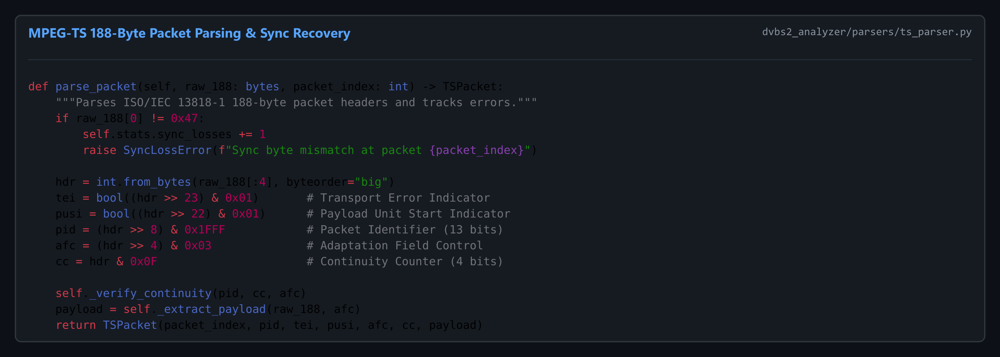 MPEG-TS 188-Byte Packet Parsing & Sync Recovery
dvbs2_analyzer/parsers/ts_parser.py
def parse_packet(self, raw_188: bytes, packet_index: int) -> TSPacket:
    """Parses ISO/IEC 13818-1 188-byte packet headers and tracks errors."""
    if raw_188[0] != 0x47:
        self.stats.sync_losses += 1
        raise SyncLossError(f"Sync byte mismatch at packet {packet_index}")
    hdr = int.from_bytes(raw_188[:4], byteorder="big")
    tei = bool((hdr >> 23) & 0x01)       # Transport Error Indicator
    pusi = bool((hdr >> 22) & 0x01)      # Payload Unit Start Indicator
    pid = (hdr >> 8) & 0x1FFF            # Packet Identifier (13 bits)
    afc = (hdr >> 4) & 0x03              # Adaptation Field Control
    cc = hdr & 0x0F                      # Continuity Counter (4 bits)
    self._verify_continuity(pid, cc, afc)
    payload = self._extract_payload(raw_188, afc)
    return TSPacket(packet_index, pid, tei, pusi, afc, cc, payload)